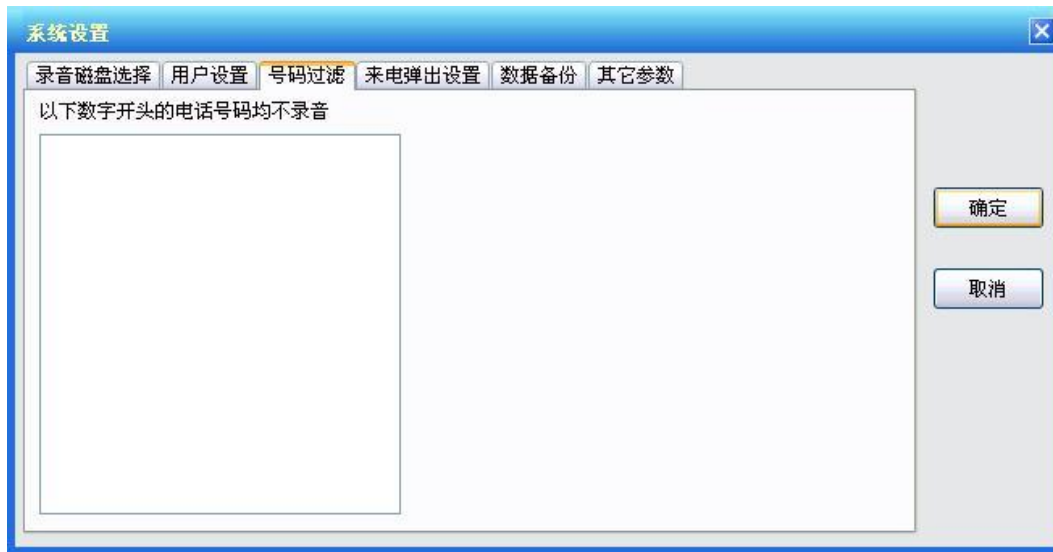 系统设置
录音磁盘选择 用户设置 号码过滤 来电弹出设置 数据备份 其它参数
以下数字开头的电话号码均不录音
确定
取消